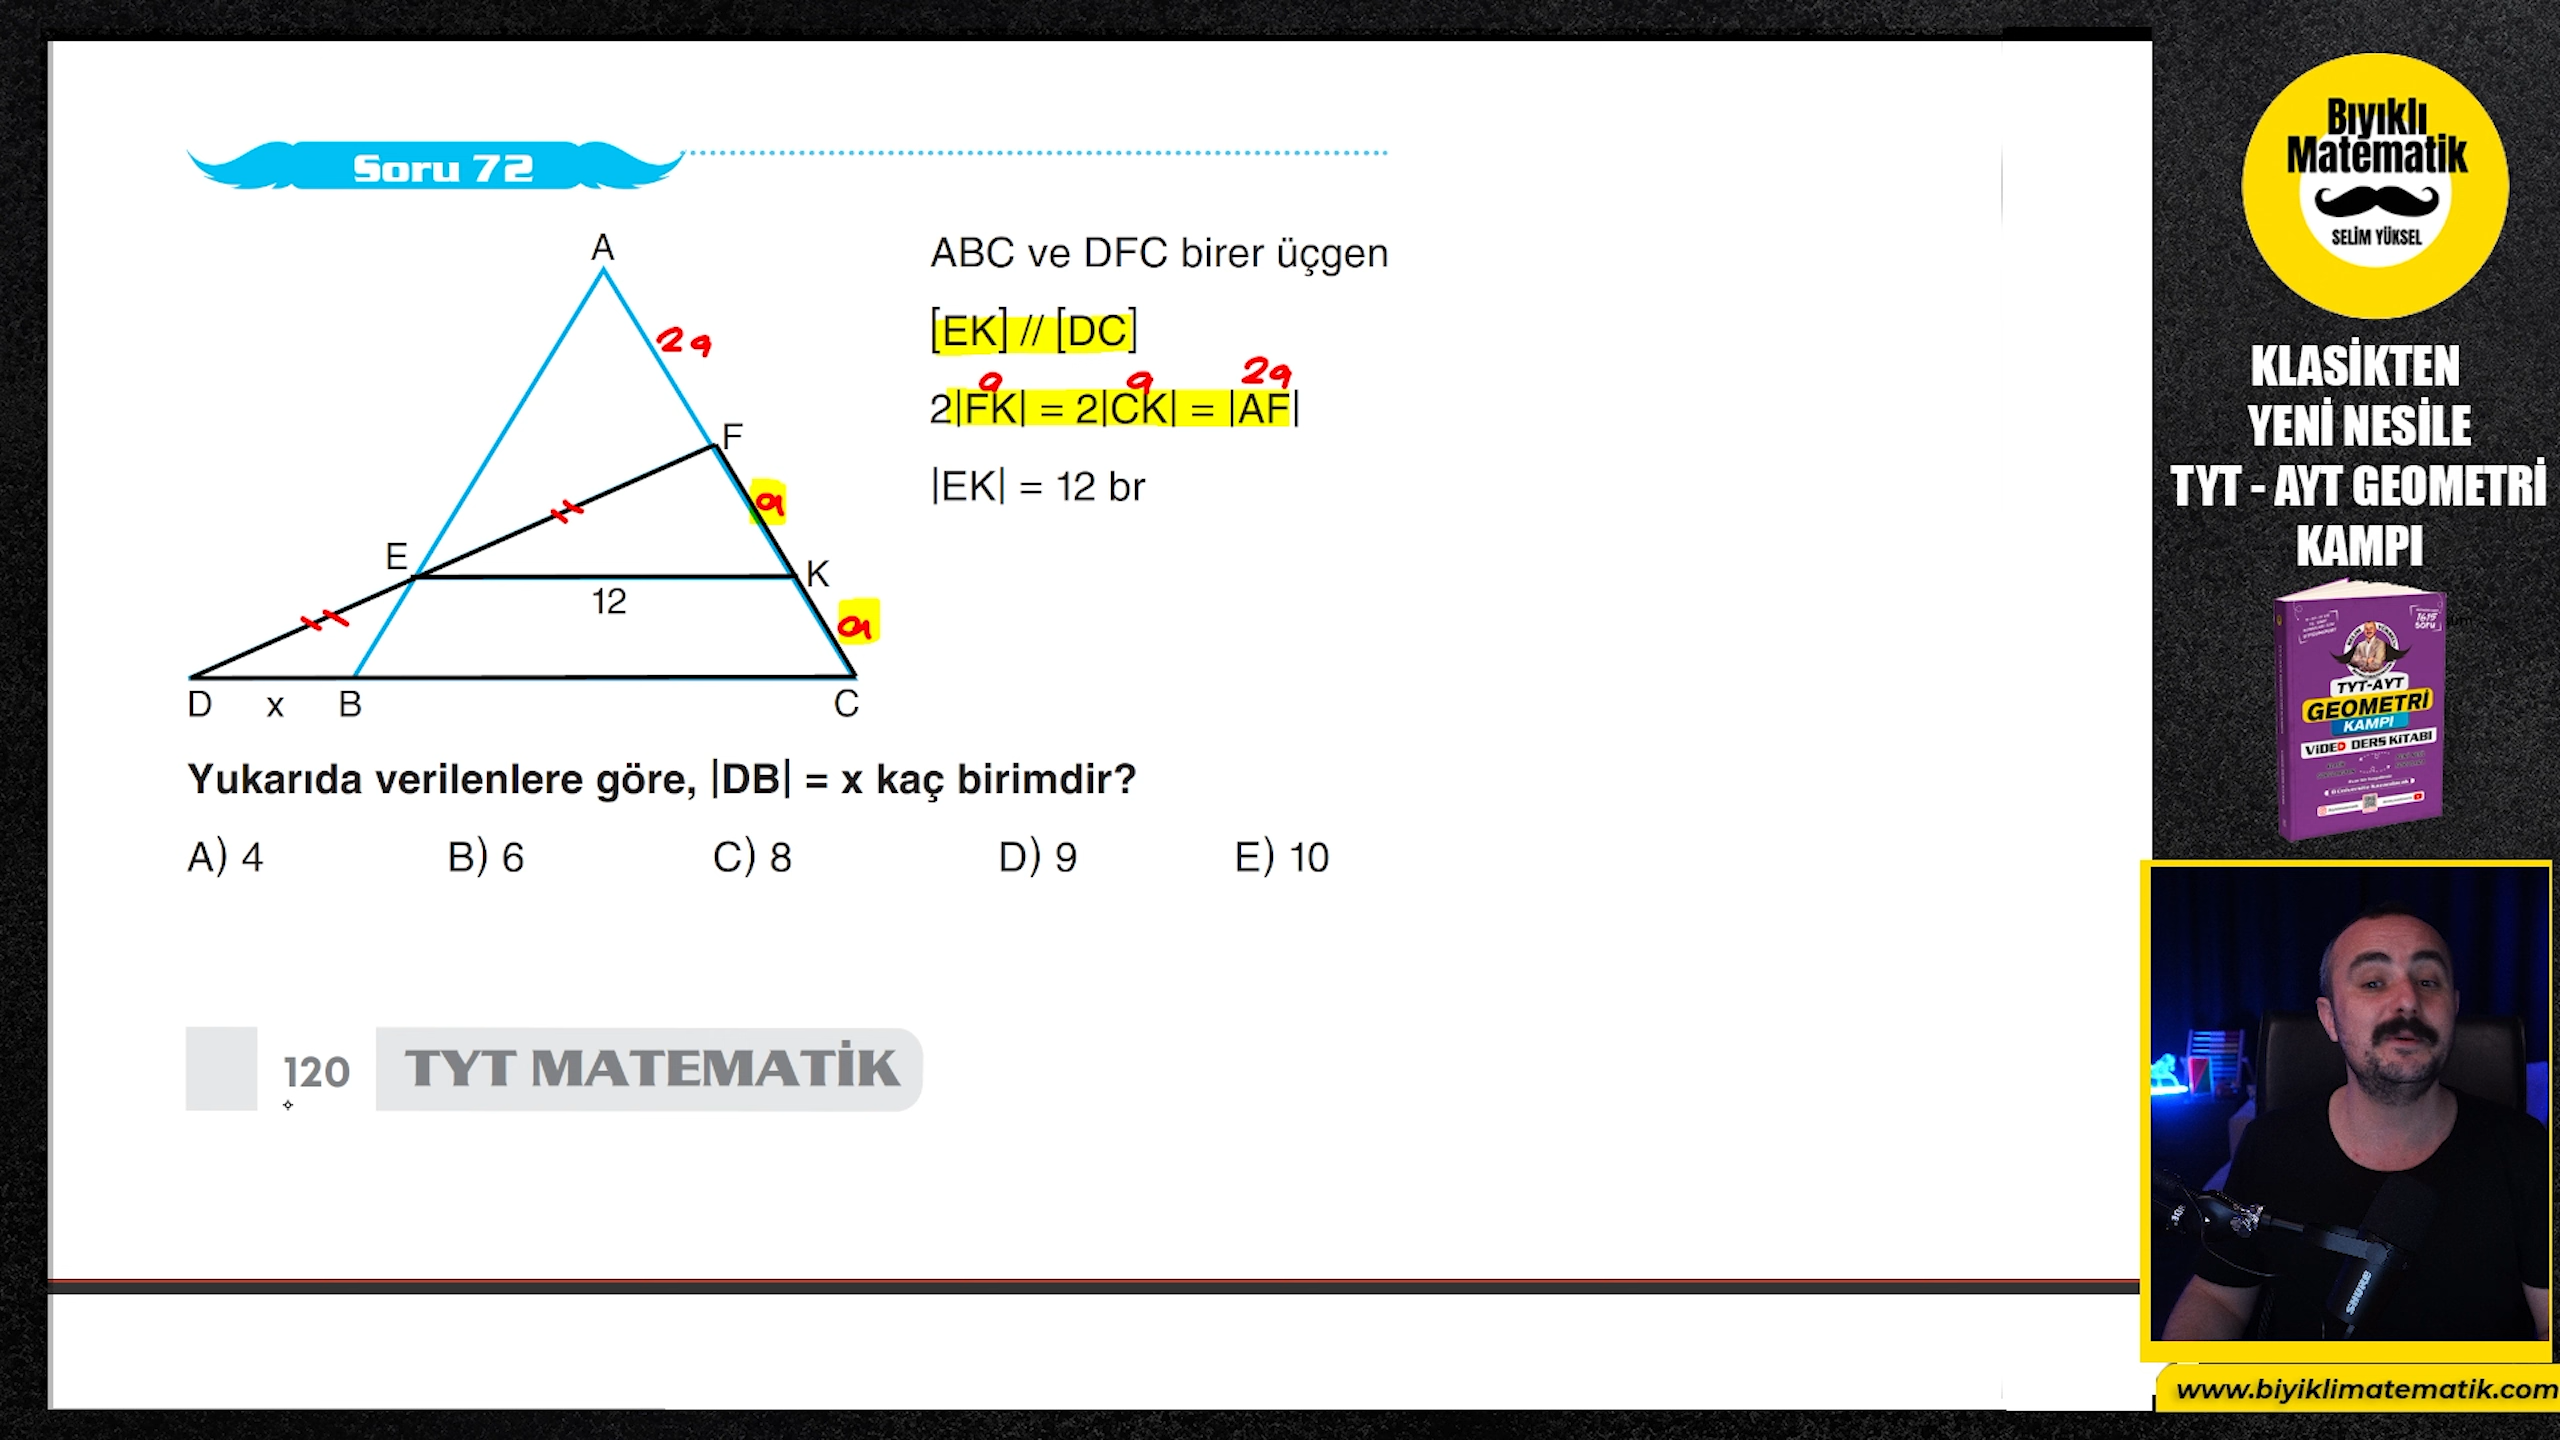 Soru 72
A
2a
F
a
E
K
12
a
D x B C
ABC ve DFC birer üçgen
[EK] // [DC]
a a 2a
2|FK| = 2|CK| = |AF|
|EK| = 12 br
Yukarıda verilenlere göre, |DB| = x kaç birimdir?
A) 4 B) 6 C) 8 D) 9 E) 10
120 TYT MATEMATİK
Bıyıklı
Matematik
SELİM YÜKSEL
KLASİKTEN
YENİ NESİLE
TYT - AYT GEOMETRİ
KAMPI
1615
soru
TYT-AYT
GEOMETRİ
KAMPI
VİDEO DERS KİTABI
SHURE
www.biyiklimatematik.com